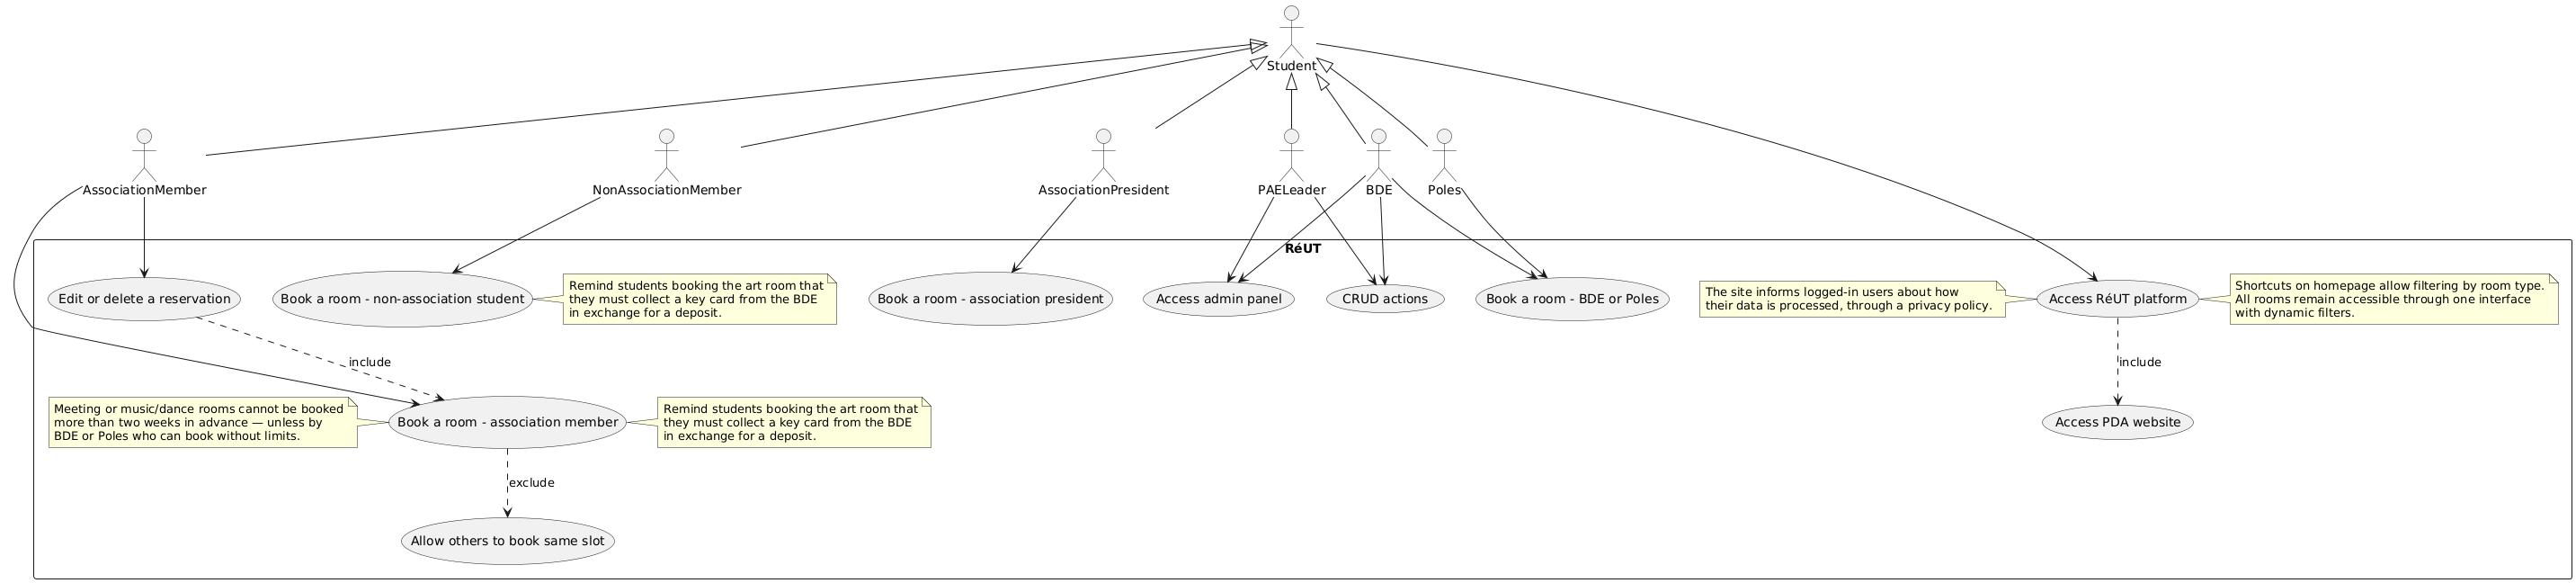 Student
AssociationMember
NonAssociationMember
AssociationPresident
PAELeader
BDE
Poles
RéUT
Edit or delete a reservation
Book a room - non-association student
Remind students booking the art room that
they must collect a key card from the BDE
in exchange for a deposit.
Book a room - association president
Access admin panel
CRUD actions
Book a room - BDE or Poles
The site informs logged-in users about how
their data is processed, through a privacy policy.
Access RéUT platform
Shortcuts on homepage allow filtering by room type.
All rooms remain accessible through one interface
with dynamic filters.
include
include
Meeting or music/dance rooms cannot be booked
more than two weeks in advance — unless by
BDE or Poles who can book without limits.
Book a room - association member
Remind students booking the art room that
they must collect a key card from the BDE
in exchange for a deposit.
Access PDA website
exclude
Allow others to book same slot